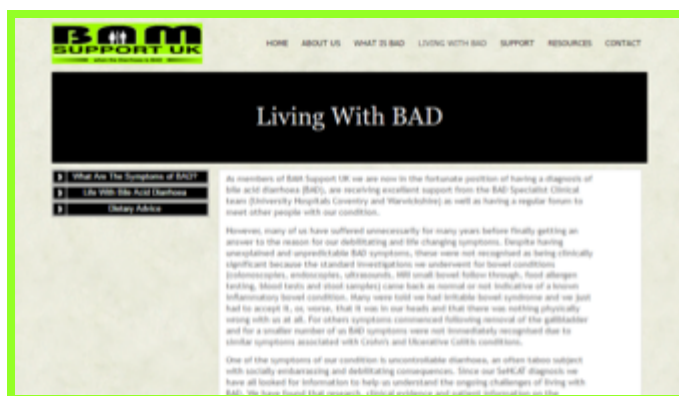 BAM
SUPPORT UK
when the diarrhoea is BAD
HOME ABOUT US WHAT IS BAD LIVING WITH BAD SUPPORT RESOURCES CONTACT
Living With BAD
What Are The Symptoms of BAD?
Life With Bile Acid Diarrhoea
Dietary Advice
As members of BAM Support UK we are now in the fortunate position of having a diagnosis of
bile acid diarrhoea (BAD), are receiving excellent support from the BAD Specialist Clinical
team (University Hospitals Coventry and Warwickshire) as well as having a regular forum to
meet other people with our condition.
However, many of us have suffered unnecessarily for many years before finally getting an
answer to the reason for our debilitating and life changing symptoms. Despite having
unexplained and unpredictable BAD symptoms, these were not recognised as being clinically
significant because the standard investigations we underwent for bowel conditions
(colonoscopies, endoscopies, ultrasounds, MRI small bowel follow through, food allergen
testing, blood tests and stool samples) came back as normal or not indicative of a known
inflammatory bowel condition. Many were told we had irritable bowel syndrome and we just
had to accept it, or, worse, that it was in our heads and that there was nothing physically
wrong with us at all. For others symptoms commenced following removal of the gallbladder
and for a smaller number of us BAD symptoms were not immediately recognised due to
similar symptoms associated with Crohn's and Ulcerative Colitis conditions.
One of the symptoms of our condition is uncontrollable diarrhoea, an often taboo subject
with socially embarrassing and debilitating consequences. Since our SeHCAT diagnosis we
have all looked for information to help us understand the ongoing challenges of living with
BAD. We have found that research, clinical evidence and patient information on the